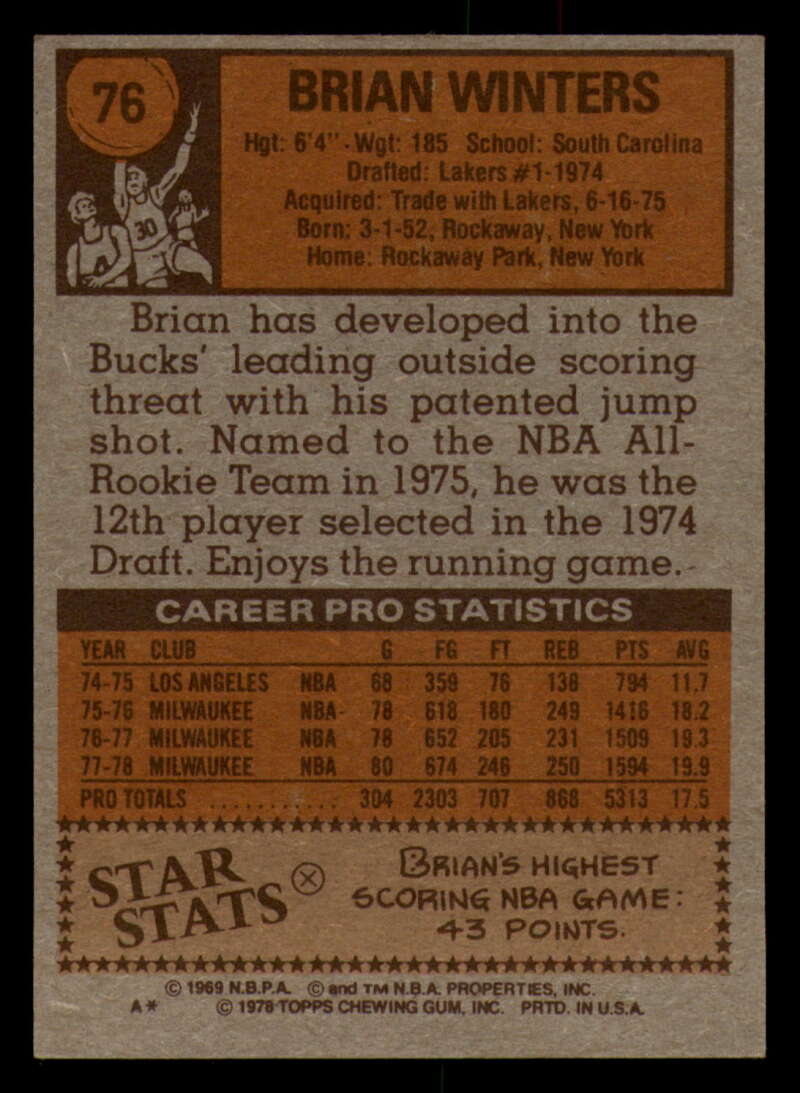 76
BRIAN WINTERS
Hgt: 6'4" • Wgt: 185 School: South Carolina
Drafted: Lakers #1-1974
Acquired: Trade with Lakers, 6-16-75
Born: 3-1-52, Rockaway, New York
Home: Rockaway Park, New York
30
Brian has developed into the
Bucks' leading outside scoring
threat with his patented jump
shot. Named to the NBA All-
Rookie Team in 1975, he was the
12th player selected in the 1974
Draft. Enjoys the running game.
CAREER PRO STATISTICS
YEAR CLUB G FG FT REB PTS AVG
74-75 LOS ANGELES NBA 68 359 76 138 794 11.7
75-76 MILWAUKEE NBA 78 618 180 249 1416 18.2
76-77 MILWAUKEE NBA 78 652 205 231 1509 19.3
77-78 MILWAUKEE NBA 80 674 246 250 1594 19.9
PRO TOTALS ........... 304 2303 707 868 5313 17.5
STAR STATS
BRIAN'S HIGHEST
SCORING NBA GAME:
43 POINTS.
© 1969 N.B.P.A. © and TM N.B.A. PROPERTIES, INC.
A* © 1978 TOPPS CHEWING GUM, INC. PRTD. IN U.S.A.